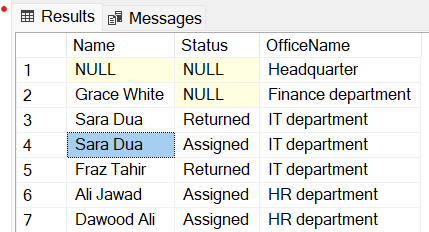 Results Messages
Name Status OfficeName
1 NULL NULL Headquarter
2 Grace White NULL Finance department
3 Sara Dua Returned IT department
4 Sara Dua Assigned IT department
5 Fraz Tahir Returned IT department
6 Ali Jawad Assigned HR department
7 Dawood Ali Assigned HR department